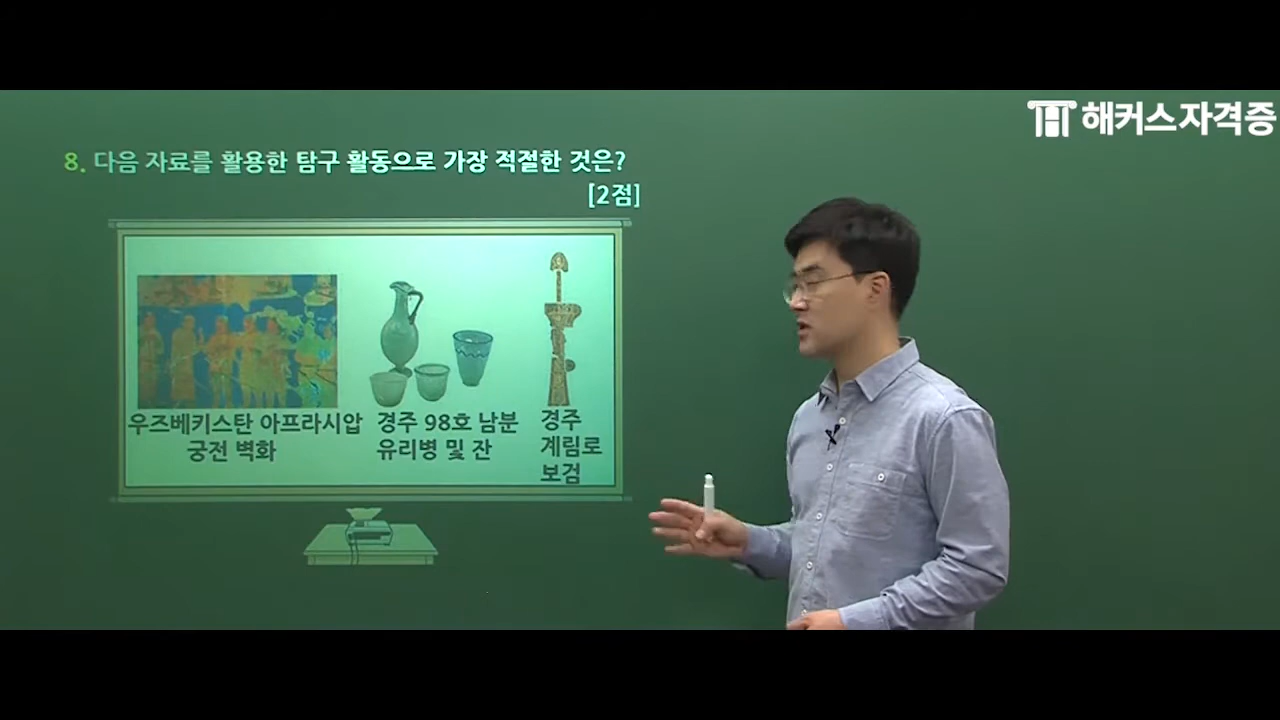 해커스자격증
8. 다음 자료를 활용한 탐구 활동으로 가장 적절한 것은?
[2점]
우즈베키스탄 아프라시압
궁전 벽화
경주 98호 남분
유리병 및 잔
경주
계림로
보검